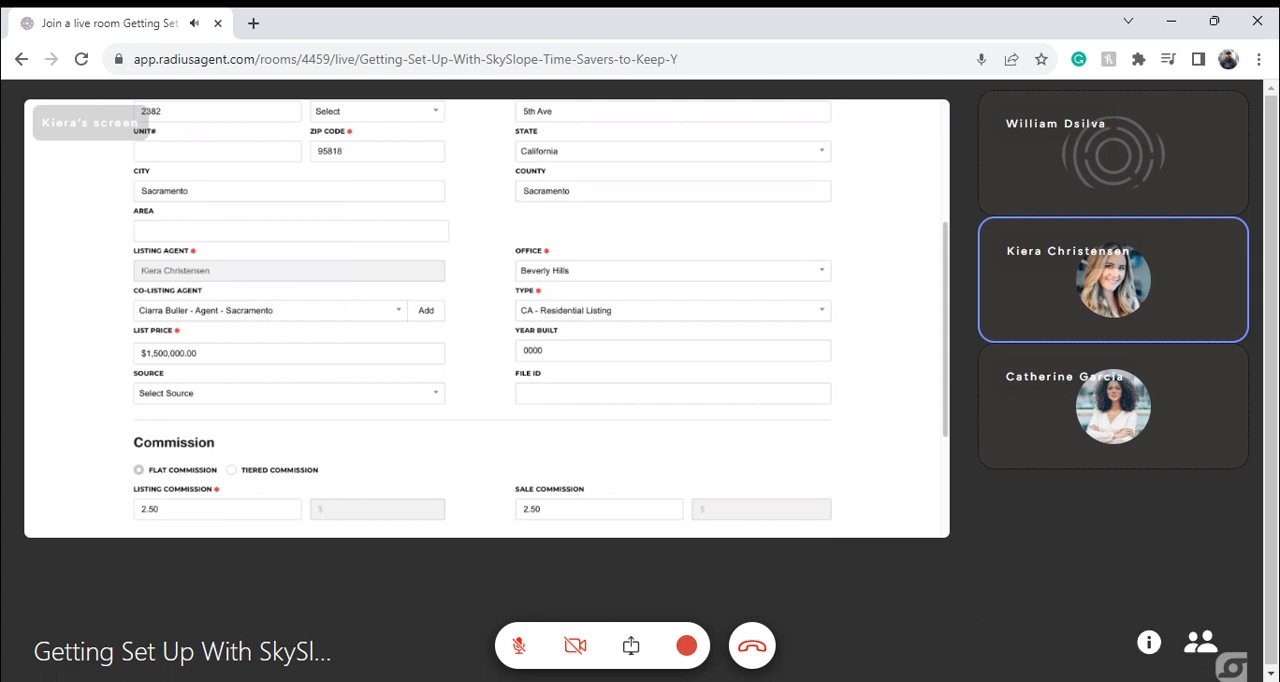 Join a live room Getting Set
app.radiusagent.com/rooms/4459/live/Getting-Set-Up-With-SkySlope-Time-Savers-to-Keep-Y
Kiera's screen
2382 Select 5th Ave
UNIT# ZIP CODE * STATE
95818 California
CITY COUNTY
Sacramento Sacramento
AREA
LISTING AGENT * OFFICE *
Kiera Christensen Beverly Hills
CO-LISTING AGENT TYPE *
Ciarra Buller - Agent - Sacramento Add CA - Residential Listing
LIST PRICE * YEAR BUILT
$1,500,000.00 0000
SOURCE FILE ID
Select Source
Commission
FLAT COMMISSION TIERED COMMISSION
LISTING COMMISSION * SALE COMMISSION
2.50 $ 2.50 $
William Dsilva
Kiera Christensen
Catherine Garcia
Getting Set Up With SkySl...